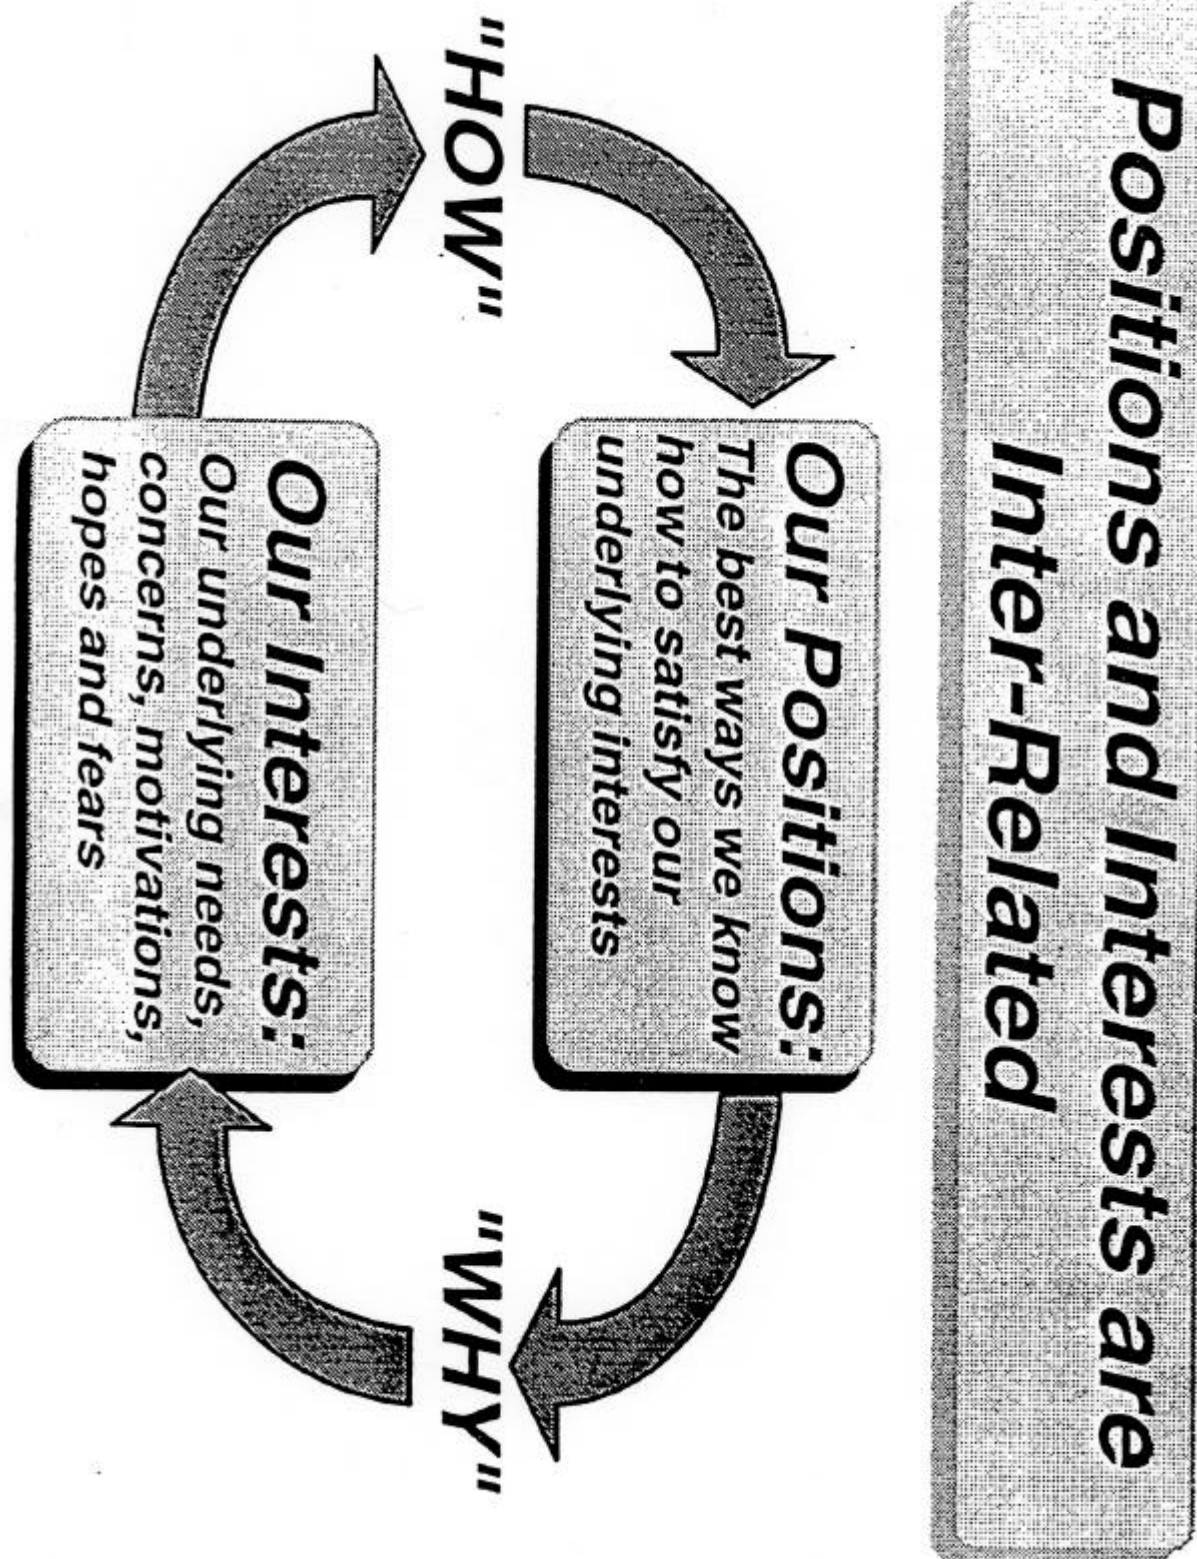 Positions and Interests are
Inter-Related
Our Positions:
The best ways we know
how to satisfy our
underlying interests
"HOW"
"WHY"
Our Interests:
Our underlying needs,
concerns, motivations,
hopes and fears